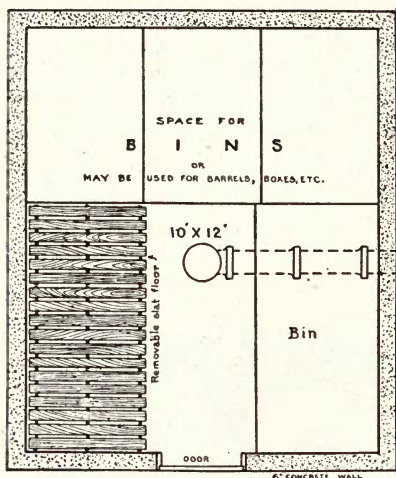 SPACE FOR
BINS
OR
MAY BE USED FOR BARRELS, BOXES, ETC.
10' X 12'
Removable slat floor
Bin
DOOR
6" CONCRETE WALL